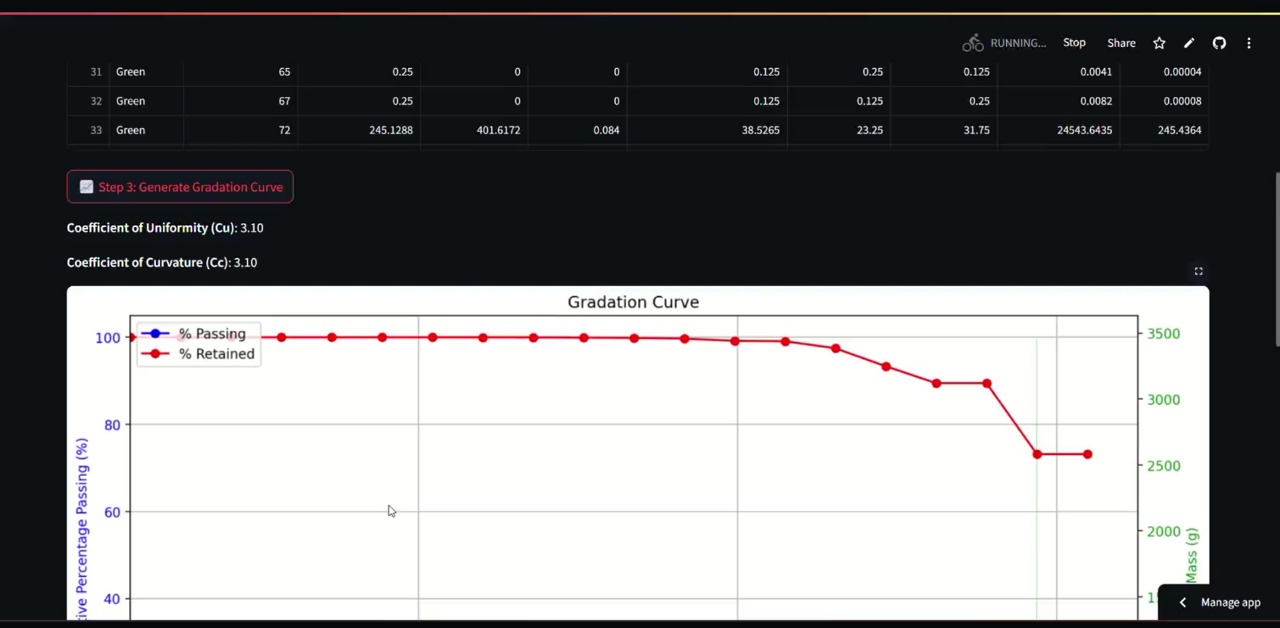 RUNNING... Stop Share
31 Green 65 0.25 0 0 0.125 0.25 0.125 0.0041 0.00004
32 Green 67 0.25 0 0 0.125 0.125 0.25 0.0082 0.00008
33 Green 72 245.1288 401.6172 0.084 38.5265 23.25 31.75 24543.6435 245.4364
Step 3: Generate Gradation Curve
Coefficient of Uniformity (Cu): 3.10
Coefficient of Curvature (Cc): 3.10
Gradation Curve
% Passing
% Retained
100
80
60
40
tive Percentage Passing (%)
3500
3000
2500
2000
Mass (g)
Manage app